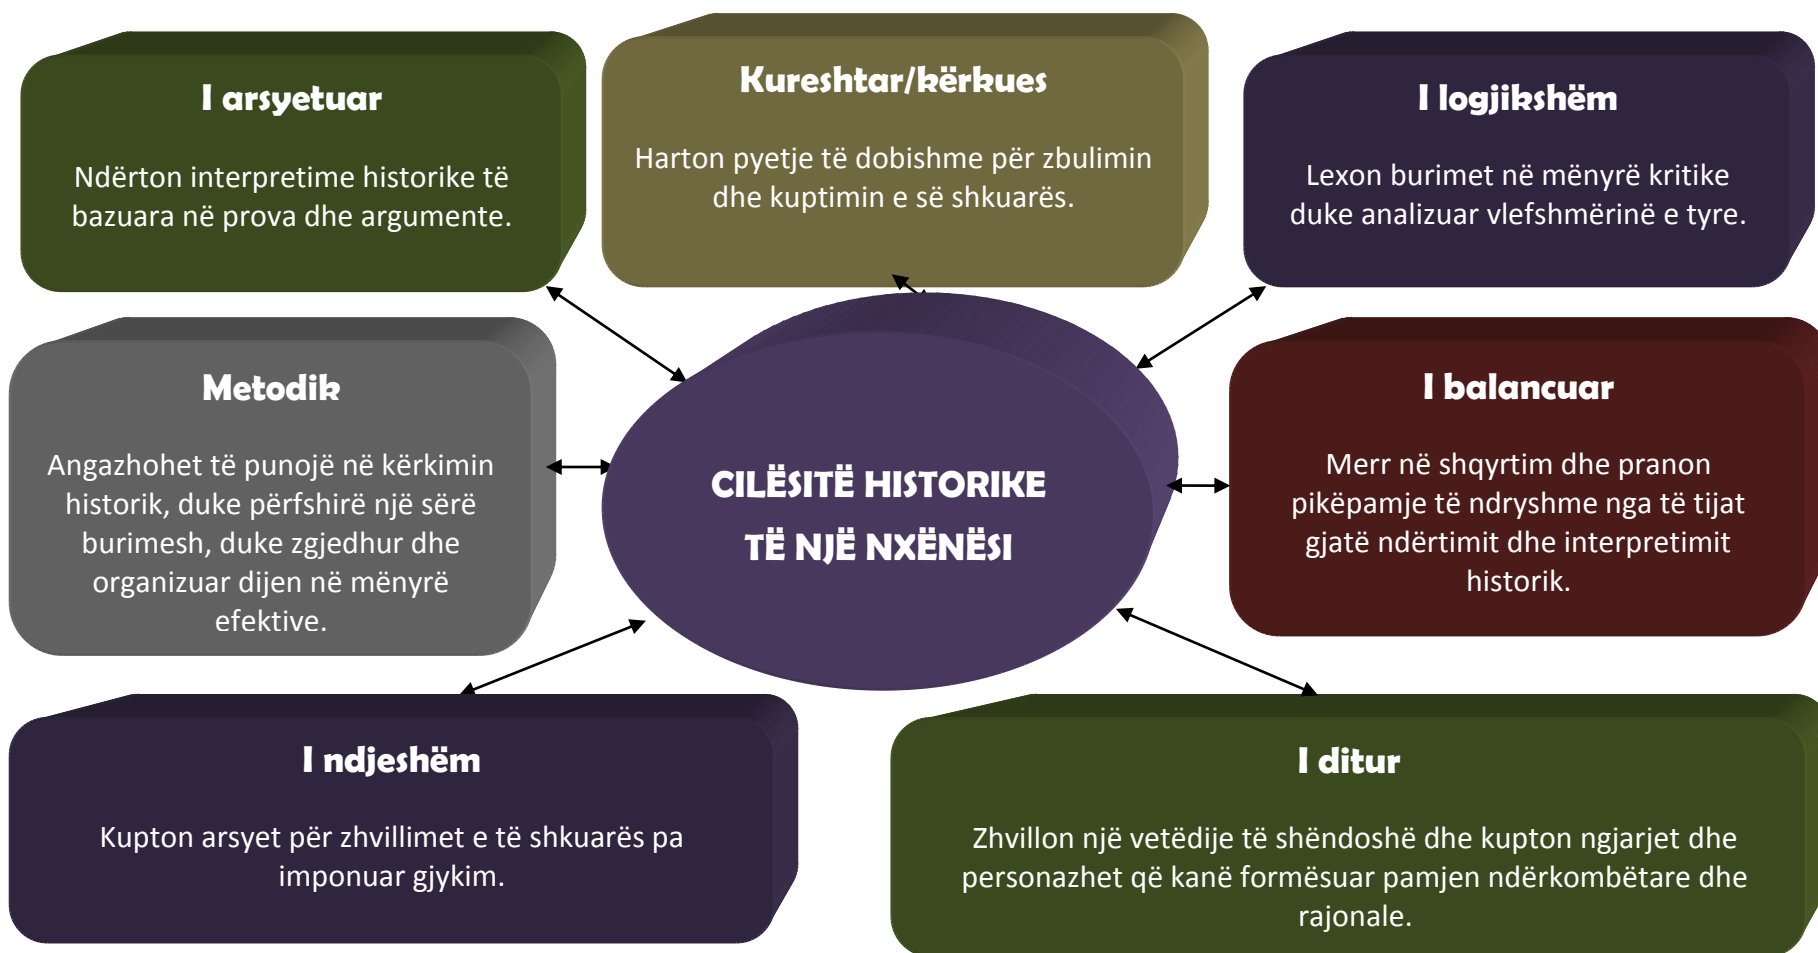 I arsyetuar
Ndërton interpretime historike të
bazuara në prova dhe argumente.
Kureshtar/kërkues
Harton pyetje të dobishme për zbulimin
dhe kuptimin e së shkuarës.
I logjikshëm
Lexon burimet në mënyrë kritike
duke analizuar vlefshmërinë e tyre.
Metodik
Angazhohet të punojë në kërkimin
historik, duke përfshirë një sërë
burimesh, duke zgjedhur dhe
organizuar dijen në mënyrë
efektive.
CILËSITË HISTORIKE
TË NJË NXËNËSI
I balancuar
Merr në shqyrtim dhe pranon
pikëpamje të ndryshme nga të tijat
gjatë ndërtimit dhe interpretimit
historik.
I ndjeshëm
Kupton arsyet për zhvillimet e të shkuarës pa
imponuar gjykim.
I ditur
Zhvillon një vetëdije të shëndoshë dhe kupton ngjarjet dhe
personazhet që kanë formësuar pamjen ndërkombëtare dhe
rajonale.